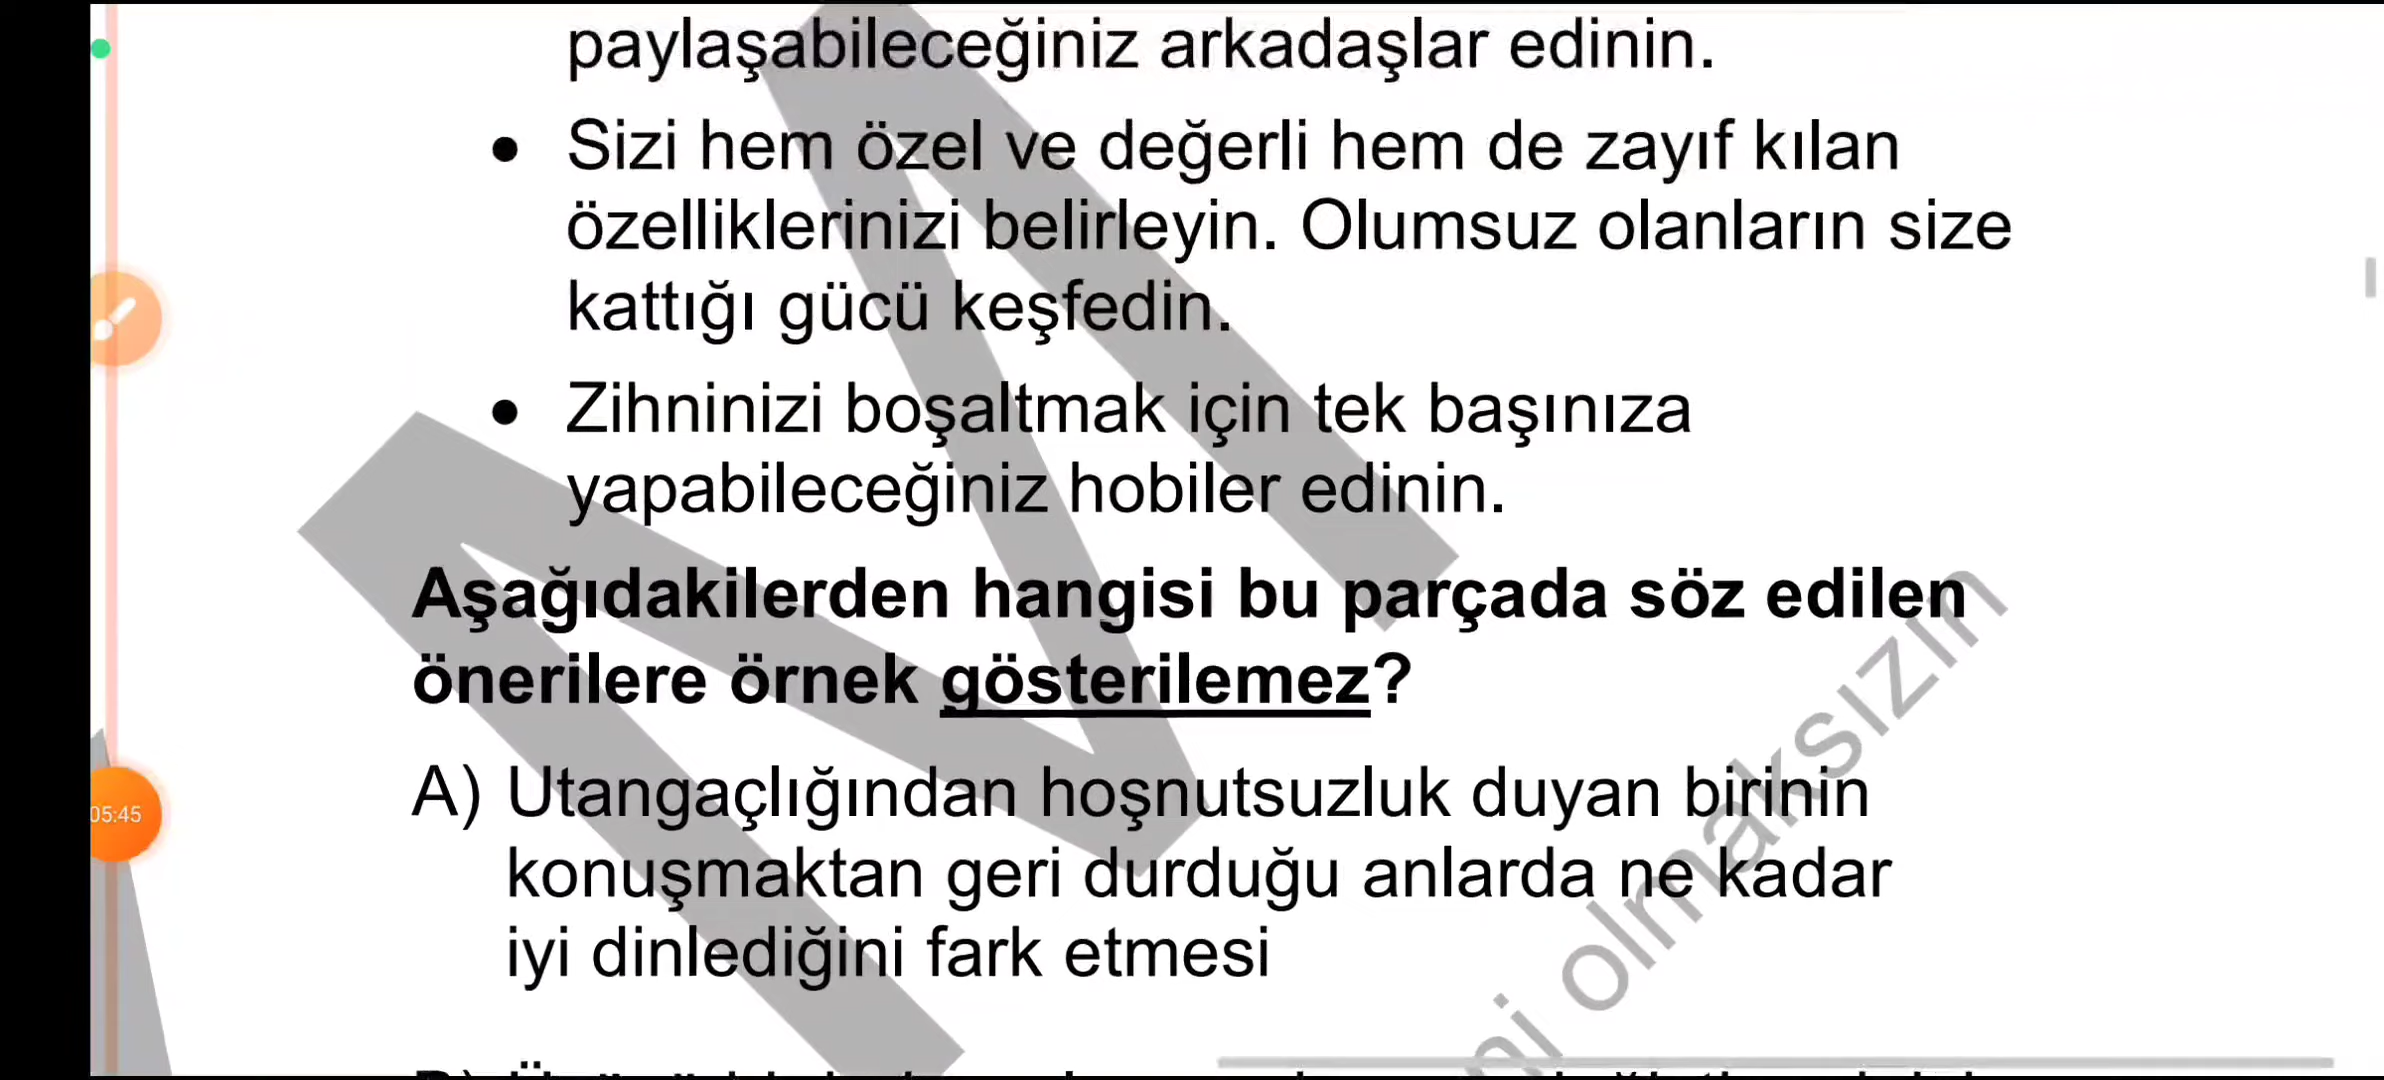 paylaşabileceğiniz arkadaşlar edinin.
• Sizi hem özel ve değerli hem de zayıf kılan
özelliklerinizi belirleyin. Olumsuz olanların size
kattığı gücü keşfedin.
• Zihninizi boşaltmak için tek başınıza
yapabileceğiniz hobiler edinin.
Aşağıdakilerden hangisi bu parçada söz edilen
önerilere örnek gösterilemez?
A) Utangaçlığından hoşnutsuzluk duyan birinin
konuşmaktan geri durduğu anlarda ne kadar
iyi dinlediğini fark etmesi
olmaksızın
05:45